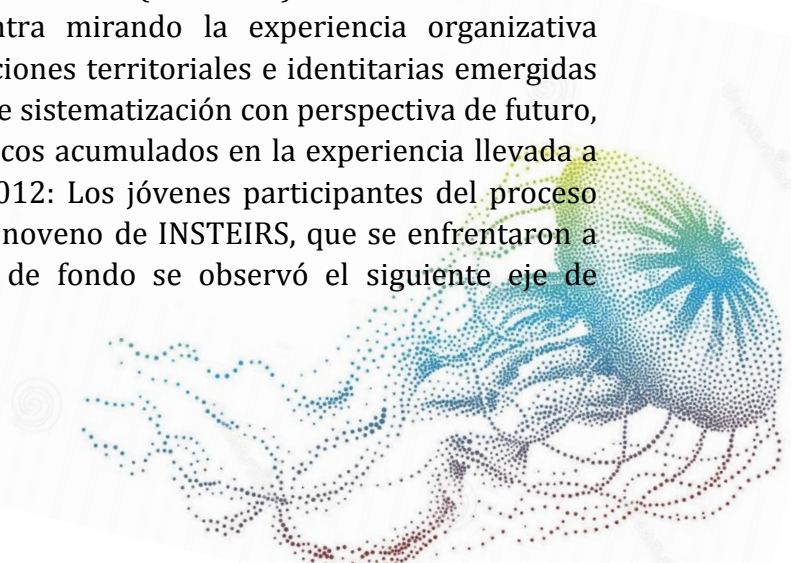 ntra mirando la experiencia organizativa
ciones territoriales e identitarias emergidas
e sistematización con perspectiva de futuro,
cos acumulados en la experiencia llevada a
012: Los jóvenes participantes del proceso
noveno de INSTEIRS, que se enfrentaron a
de fondo se observó el siguiente eje de